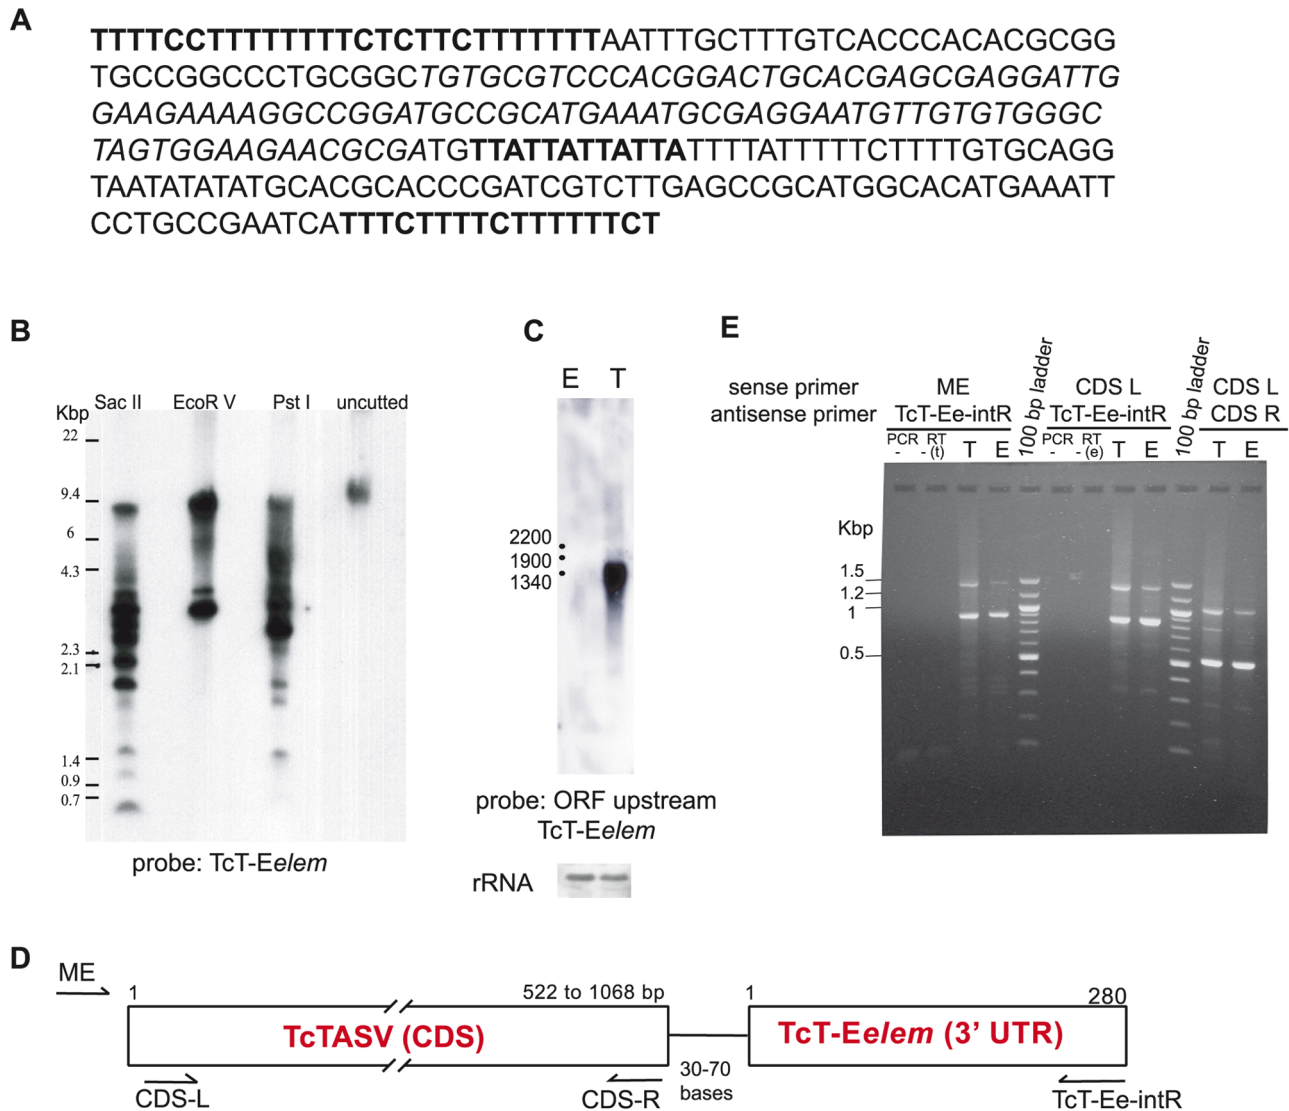 A
TTTTCCTTTTTTTTCTCTTCTTTTTTTAATTTGCTTTGTCACCCACACGCGG
TGCCGGCCCTGCGGCTGTGCGTCCCACGGACTGCACGAGCGAGGATTG
GAAGAAAAGGCCGGATGCCGCATGAAATGCGAGGAATGTTGTGTGGGC
TAGTGGAAGAACGCGATGTTATTATTATTATTTTATTTTTCTTTTGTGCAGG
TAATATATATGCACGCACCCGATCGTCTTGAGCCGCATGGCACATGAAATT
CCTGCCGAATCATTTCTTTTCTTTTTTCT
B
Kbp
Sac II EcoR V Pst I uncutted
22
9.4
6
4.3
2.3
2.1
1.4
0.9
0.7
probe: TcT-Eelem
C
E T
2200
1900
1340
probe: ORF upstream
TcT-Eelem
rRNA
E
sense primer ME CDS L CDS L
antisense primer TcT-Ee-intR TcT-Ee-intR CDS R
100 bp ladder
100 bp ladder
PCR - - RT (t) T E PCR - - RT (e) T E T E
Kbp
1.5
1.2
1
0.5
D
ME
1 522 to 1068 bp 1 280
TcTASV (CDS) TcT-Eelem (3' UTR)
30-70
bases
CDS-L CDS-R TcT-Ee-intR